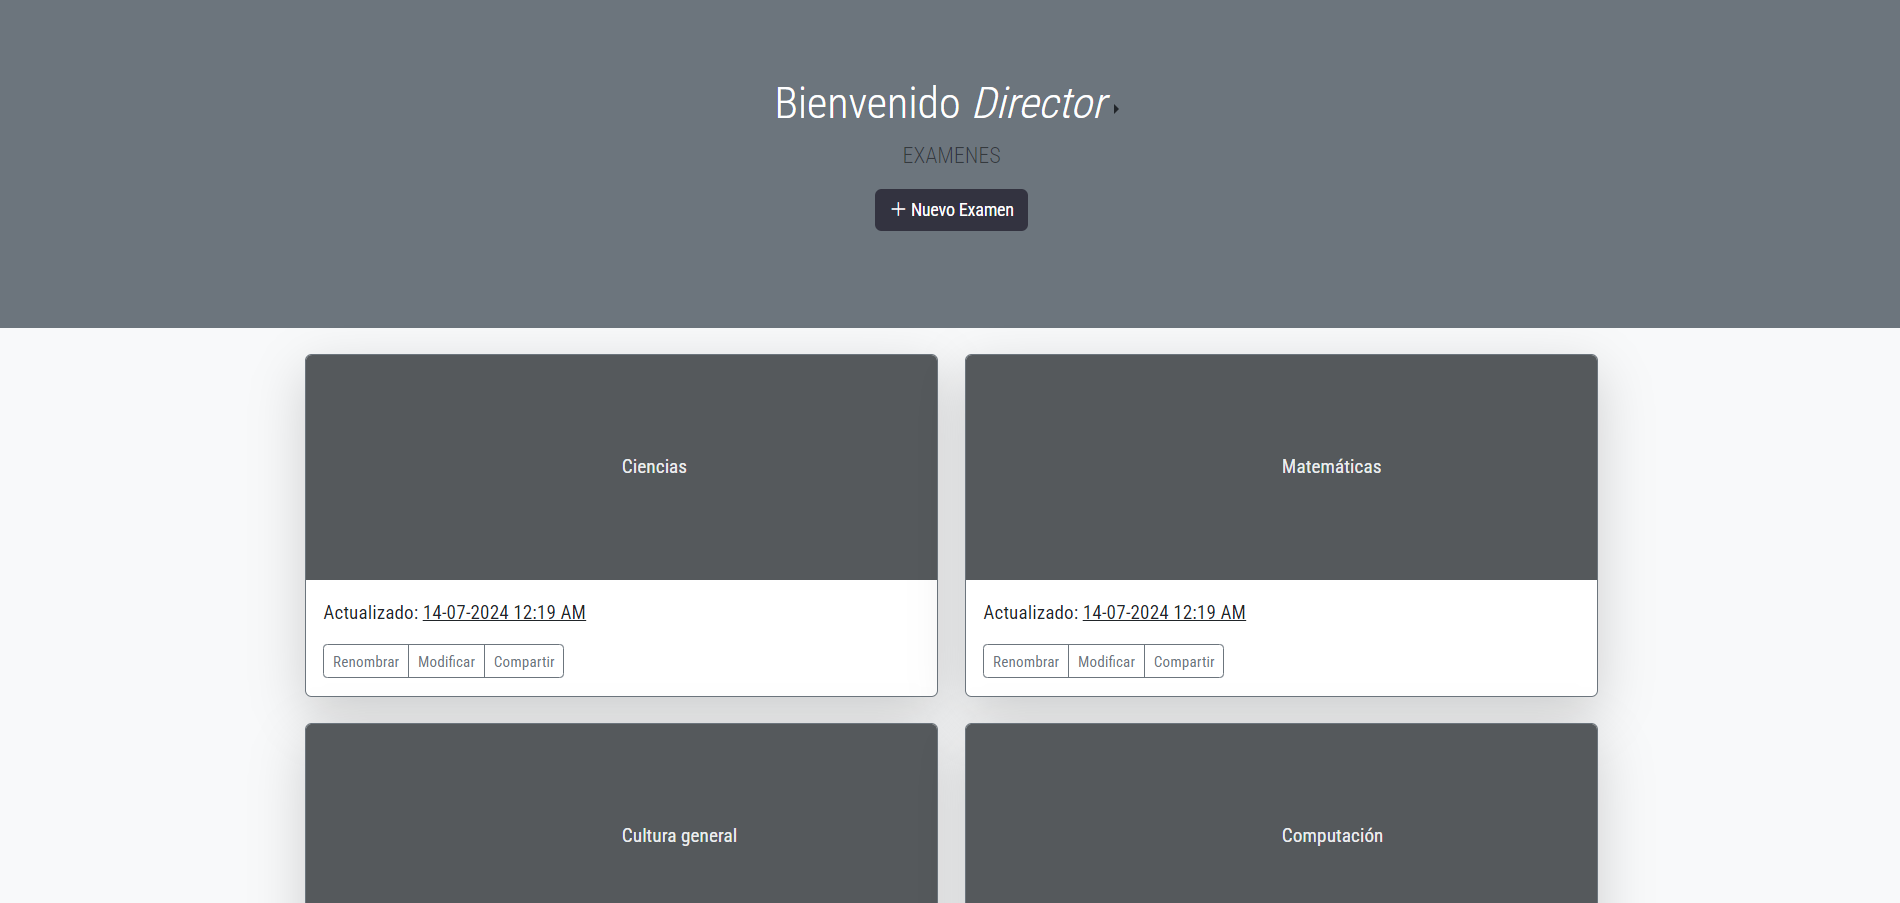 Bienvenido Director
EXAMENES
+ Nuevo Examen
Ciencias
Actualizado: 14-07-2024 12:19 AM
Renombrar Modificar Compartir
Matemáticas
Actualizado: 14-07-2024 12:19 AM
Renombrar Modificar Compartir
Cultura general
Computación